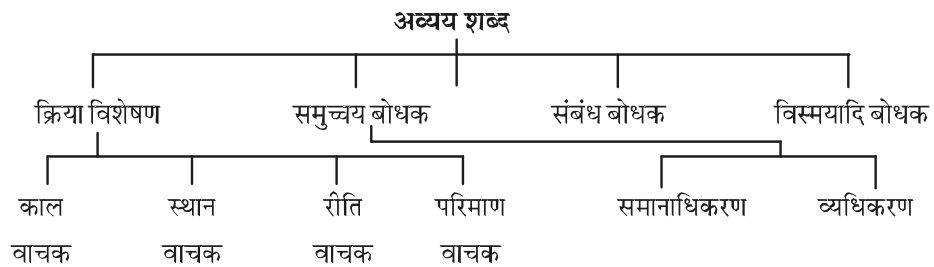 अव्यय शब्द
क्रिया विशेषण समुच्चय बोधक संबंध बोधक विस्मयादि बोधक
काल स्थान रीति परिमाण समानाधिकरण व्यधिकरण
वाचक वाचक वाचक वाचक